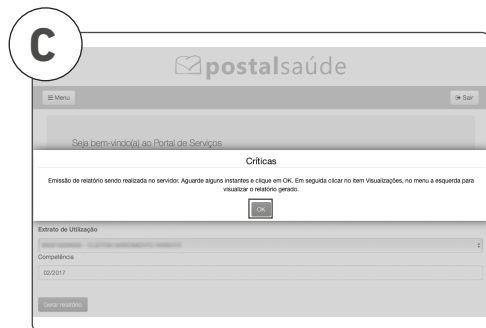 C
postalsaúde
Menu
Sair
Seja bem-vindo(a) ao Portal de Serviços
Críticas
Emissão de relatório sendo realizada no servidor. Aguarde alguns instantes e clique em OK. Em seguida clicar no item Visualizações, no menu a esquerda para
visualizar o relatório gerado.
OK
Extrato de Utilização
Competência
02/2017
Gerar relatório